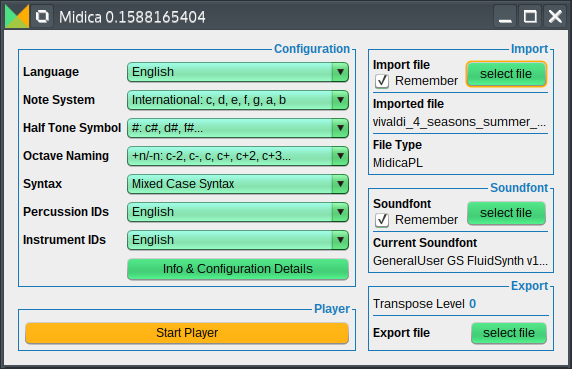 Midica 0.1588165404
Configuration
Language English
Note System International: c, d, e, f, g, a, b
Half Tone Symbol #: c#, d#, f#...
Octave Naming +n/-n: c-2, c-, c, c+, c+2, c+3...
Syntax Mixed Case Syntax
Percussion IDs English
Instrument IDs English
Info & Configuration Details
Player
Start Player
Import
Import file
Remember
select file
Imported file
vivaldi_4_seasons_summer_...
File Type
MidicaPL
Soundfont
Soundfont
Remember
select file
Current Soundfont
GeneralUser GS FluidSynth v1...
Export
Transpose Level 0
Export file select file